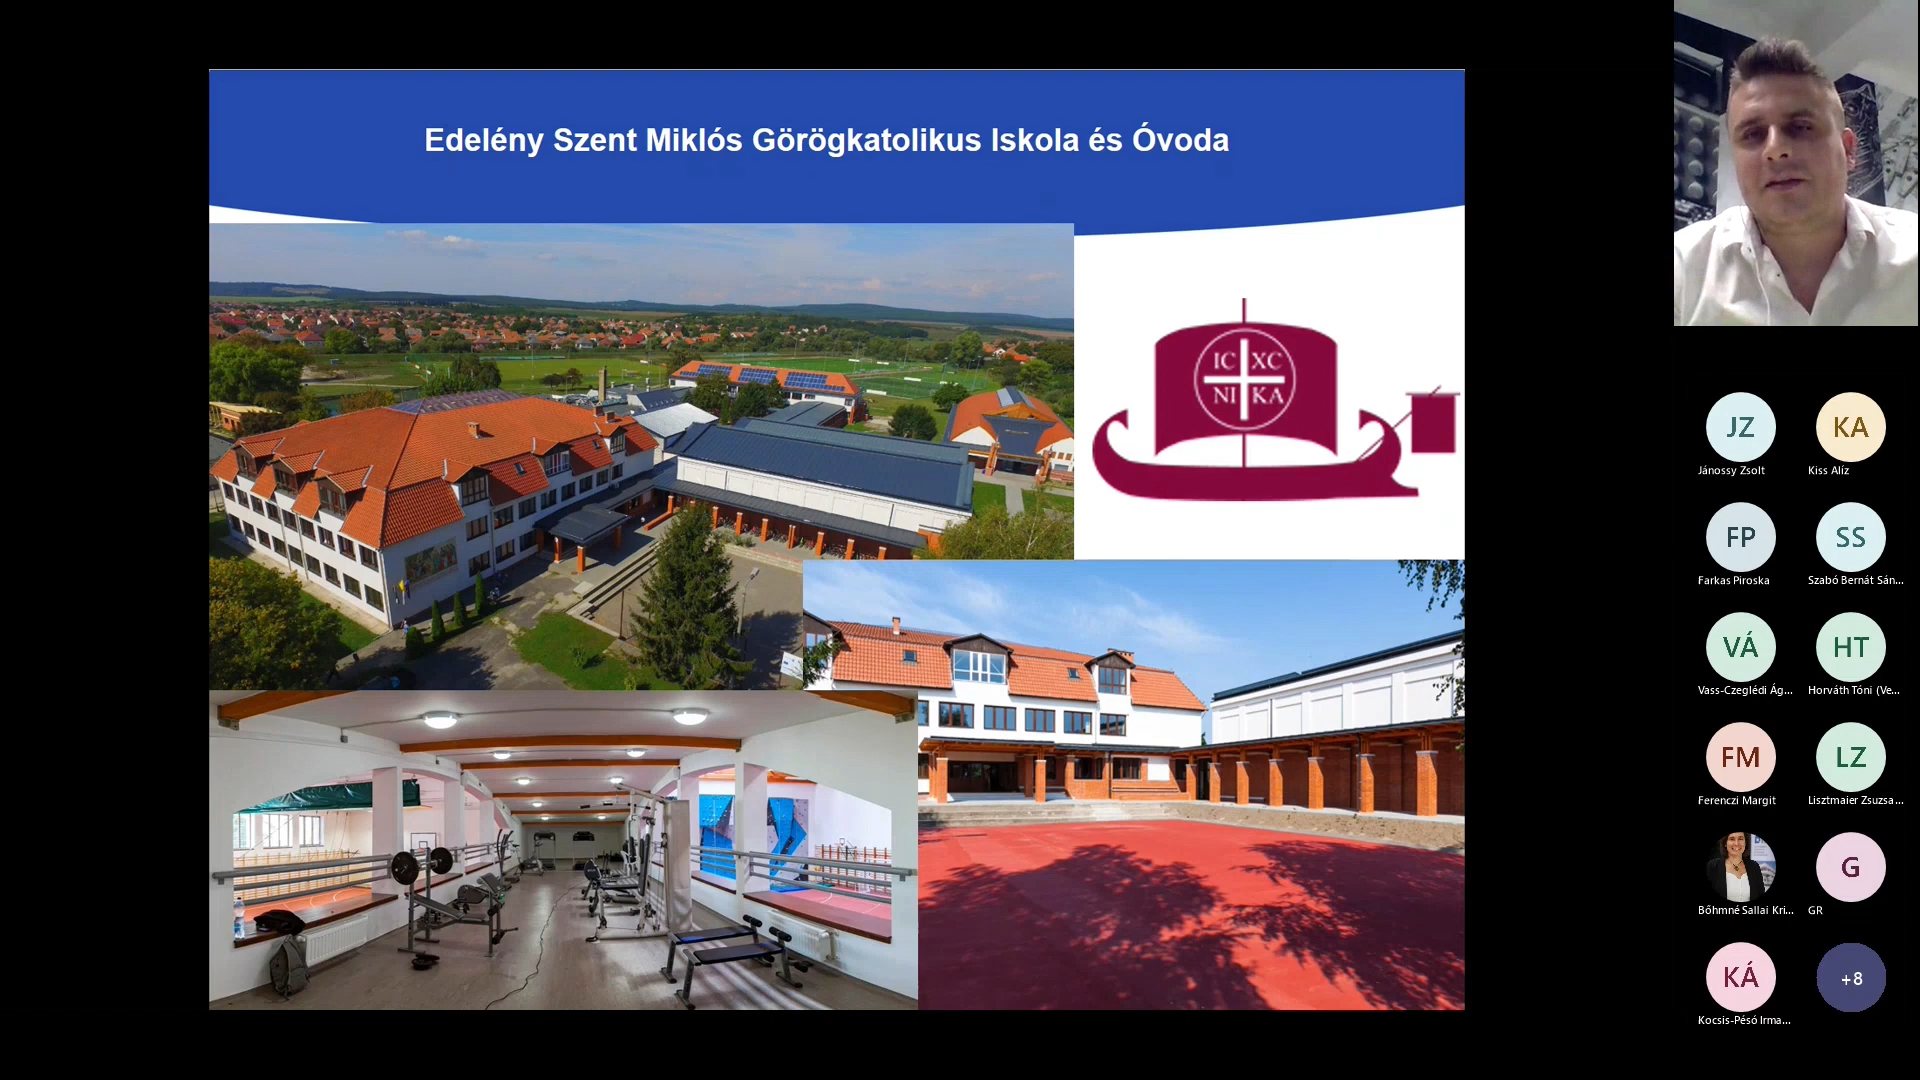 Edelény Szent Miklós Görögkatolikus Iskola és Óvoda
IC XC
NI KA
JZ
Jánossy Zsolt
KA
Kiss Alíz
FP
Farkas Piroska
SS
Szabó Bernát Sán...
VÁ
Vass-Czeglédi Ág...
HT
Horváth Tóni (Ve...
FM
Ferenczi Margit
LZ
Lisztmaier Zsuzsa...
Bőhmné Sallai Kri...
G
GR
KÁ
Kocsis-Pésó Irma...
+8